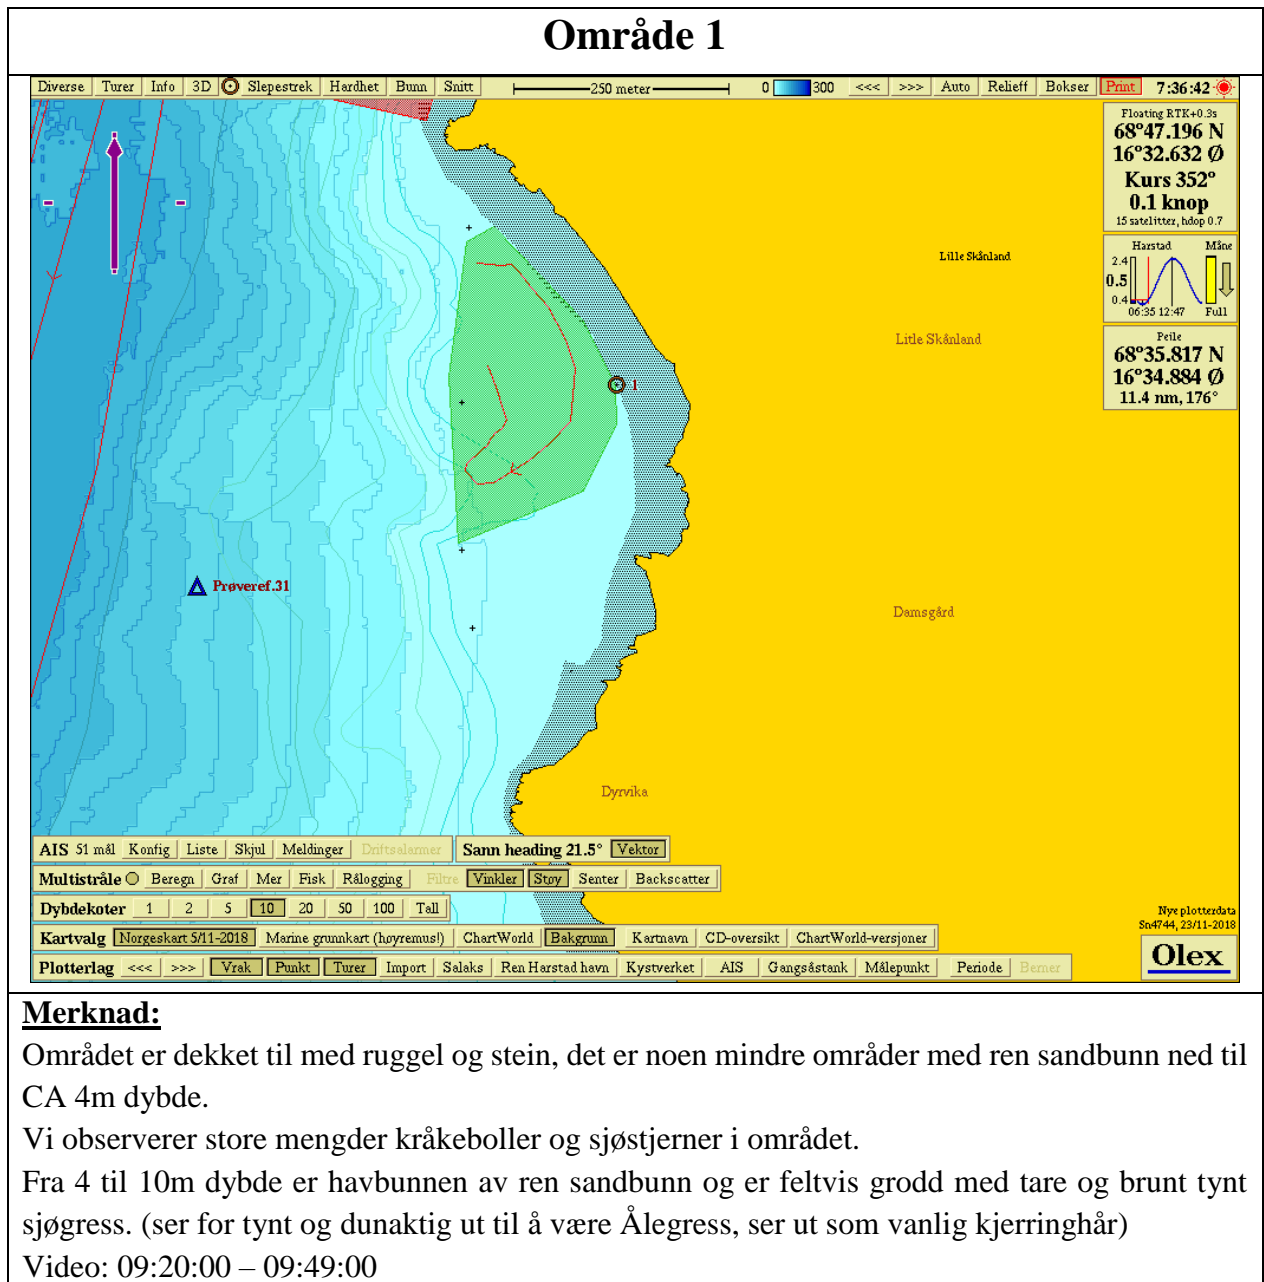 Område 1
Diverse Turer Info 3D Slepestrek Hardhet Bunn Snitt 250 meter 0 300 <<< >>> Auto Relieff Bokser Print 7:36:42
Floating RTK+0.3s
68°47.196 N
16°32.632 Ø
Kurs 352°
0.1 knop
15 satelitter, hdop 0.7
Harstad Måne
2.4
0.5
0.4
06:35 12:47 Full
Peile
68°35.817 N
16°34.884 Ø
11.4 nm, 176°
Lille Skånland
Litle Skånland
1
Prøveref.31
Damsgård
Dyrvika
AIS 51 mål Konfig Liste Skjul Meldinger Driftsalarmer Sann heading 21.5° Vektor
Multistråle Beregn Graf Mer Fisk Rålogging Filtre Vinkler Støy Senter Backscatter
Dybdekoter 1 2 5 10 20 50 100 Tall
Kartvalg Norgeskart 5/11-2018 Marine grunnkart (høyremus!) ChartWorld Bakgrunn Kartnavn CD-oversikt ChartWorld-versjoner
Plotterlag <<< >>> Vrak Punkt Turer Import Salaks Ren Harstad havn Kystverket AIS Gangsåstank Målepunkt Periode Berner
Nye plotterdata
Sn4744, 23/11-2018
Olex
Merknad:
Området er dekket til med ruggel og stein, det er noen mindre områder med ren sandbunn ned til
CA 4m dybde.
Vi observerer store mengder kråkeboller og sjøstjerner i området.
Fra 4 til 10m dybde er havbunnen av ren sandbunn og er feltvis grodd med tare og brunt tynt
sjøgress. (ser for tynt og dunaktig ut til å være Ålegress, ser ut som vanlig kjerringhår)
Video: 09:20:00 – 09:49:00